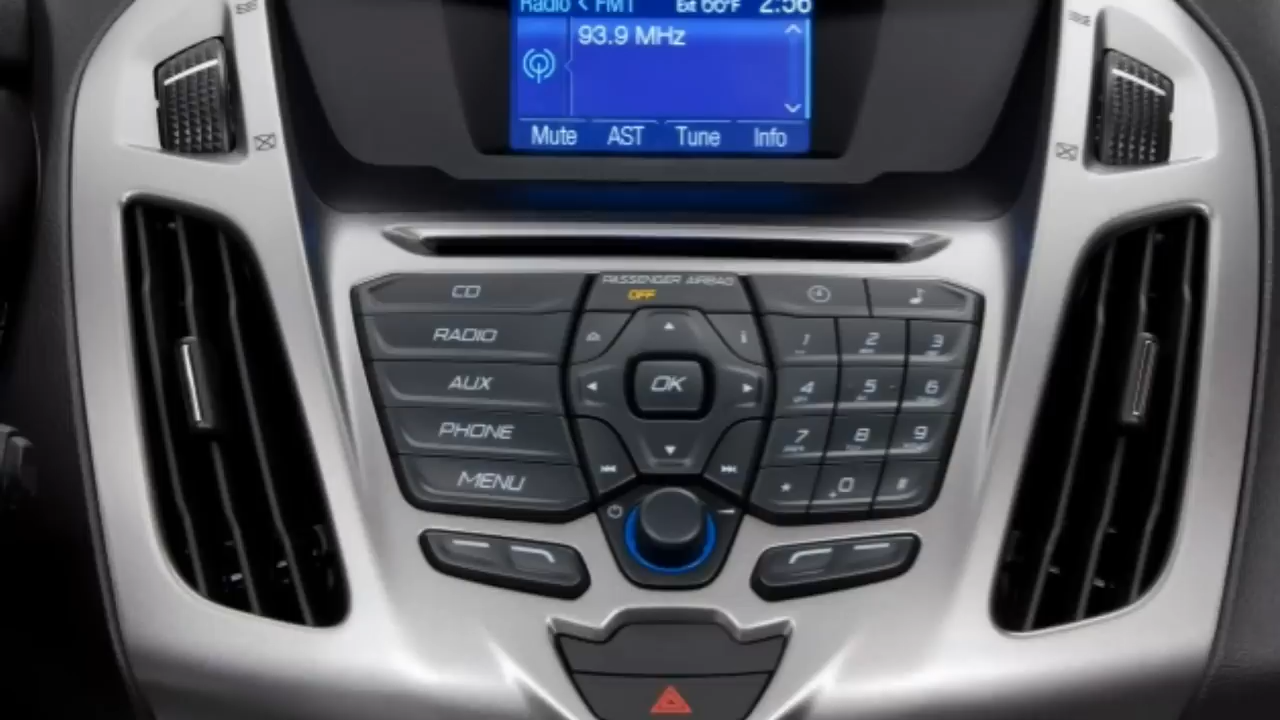 Radio < FM1 Ext 66°F 2:56
93.9 MHz
Mute AST Tune Info
PASSENGER AIRBAG
OFF
CD
RADIO
AUX
PHONE
MENU
i
OK
1 2 3
4 5 6
7 8 9
* +0 #